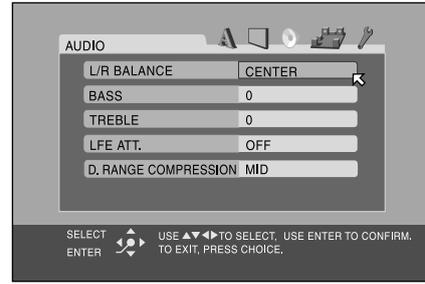 AUDIO
L/R BALANCE CENTER
BASS 0
TREBLE 0
LFE ATT. OFF
D. RANGE COMPRESSION MID
SELECT
ENTER
USE ▲▼◀▶TO SELECT, USE ENTER TO CONFIRM.
TO EXIT, PRESS CHOICE.